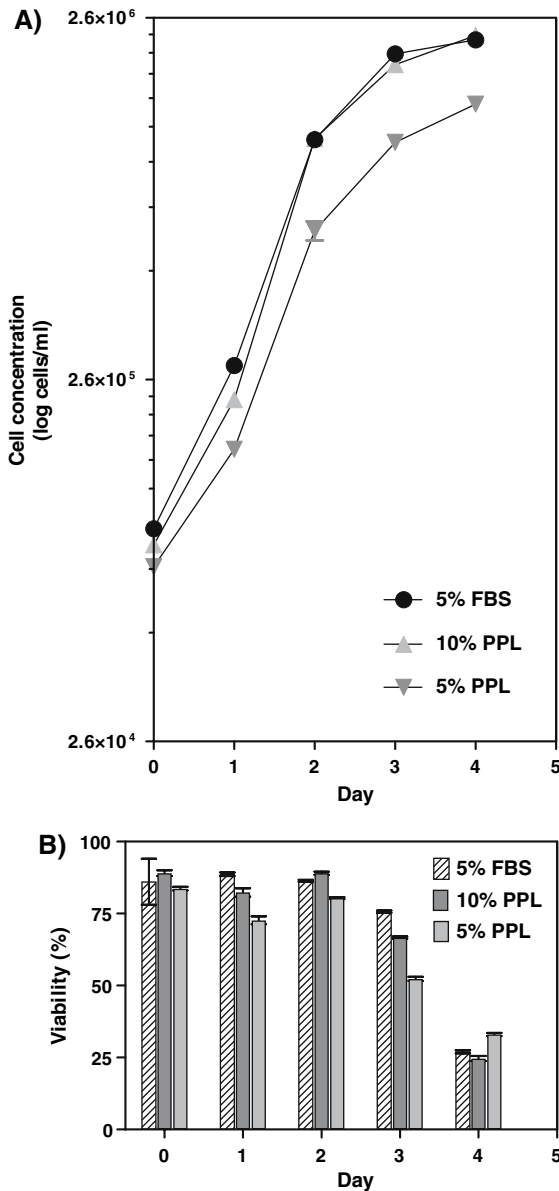 A)
2.6×10⁶
2.6×10⁵
2.6×10⁴
Cell concentration
(log cells/ml)
5% FBS
10% PPL
5% PPL
0 1 2 3 4 5
Day
B)
100
75
50
25
0
Viability (%)
5% FBS
10% PPL
5% PPL
0 1 2 3 4 5
Day